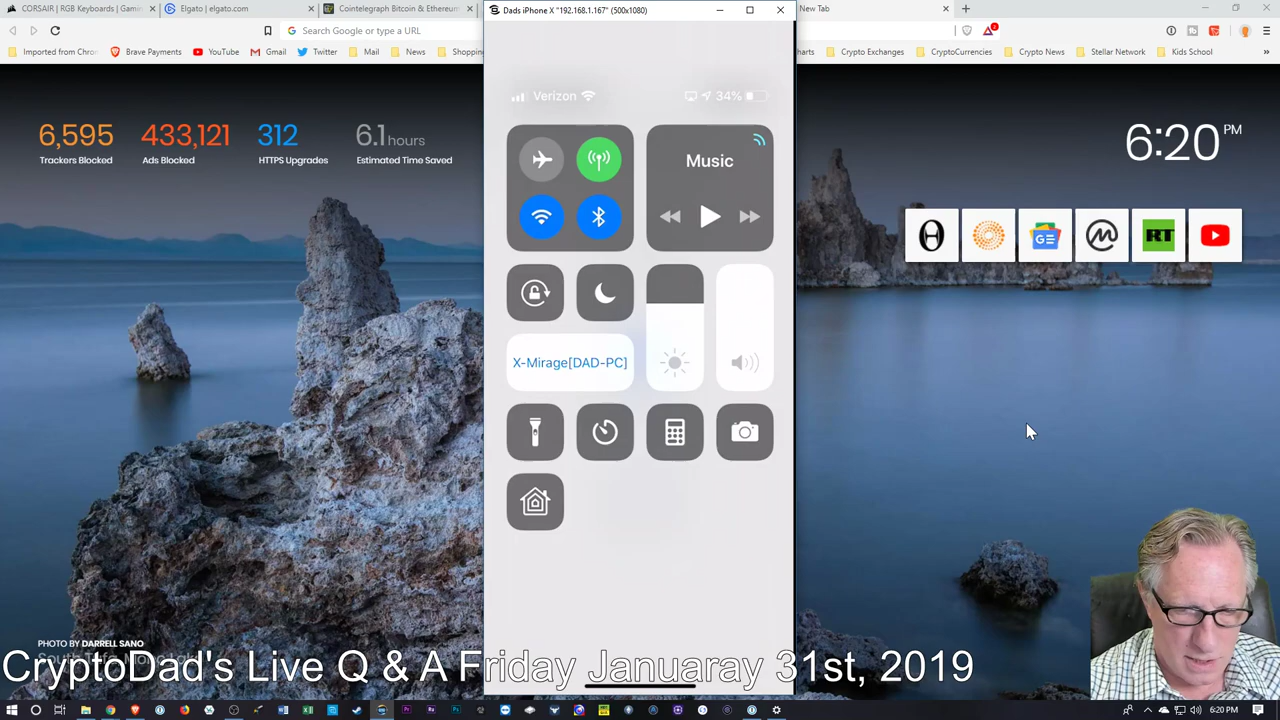 CORSAIR | RGB Keyboards | Gamin
Elgato | elgato.com
Cointelegraph Bitcoin & Ethereum
Dads iPhone X "192.168.1.167" (500x1080)
New Tab
Search Google or type a URL
Imported from Chro
Brave Payments
YouTube
Gmail
Twitter
Mail
News
Shopping
harts
Crypto Exchanges
CryptoCurrencies
Crypto News
Stellar Network
Kids School
6,595
Trackers Blocked
433,121
Ads Blocked
312
HTTPS Upgrades
6.1 hours
Estimated Time Saved
Verizon
34%
Music
X-Mirage[DAD-PC]
6:20 PM
GE
RT
PHOTO BY DARRELL SANO
CryptoDad's Live Q & A Friday Januaray 31st, 2019
6:20 PM